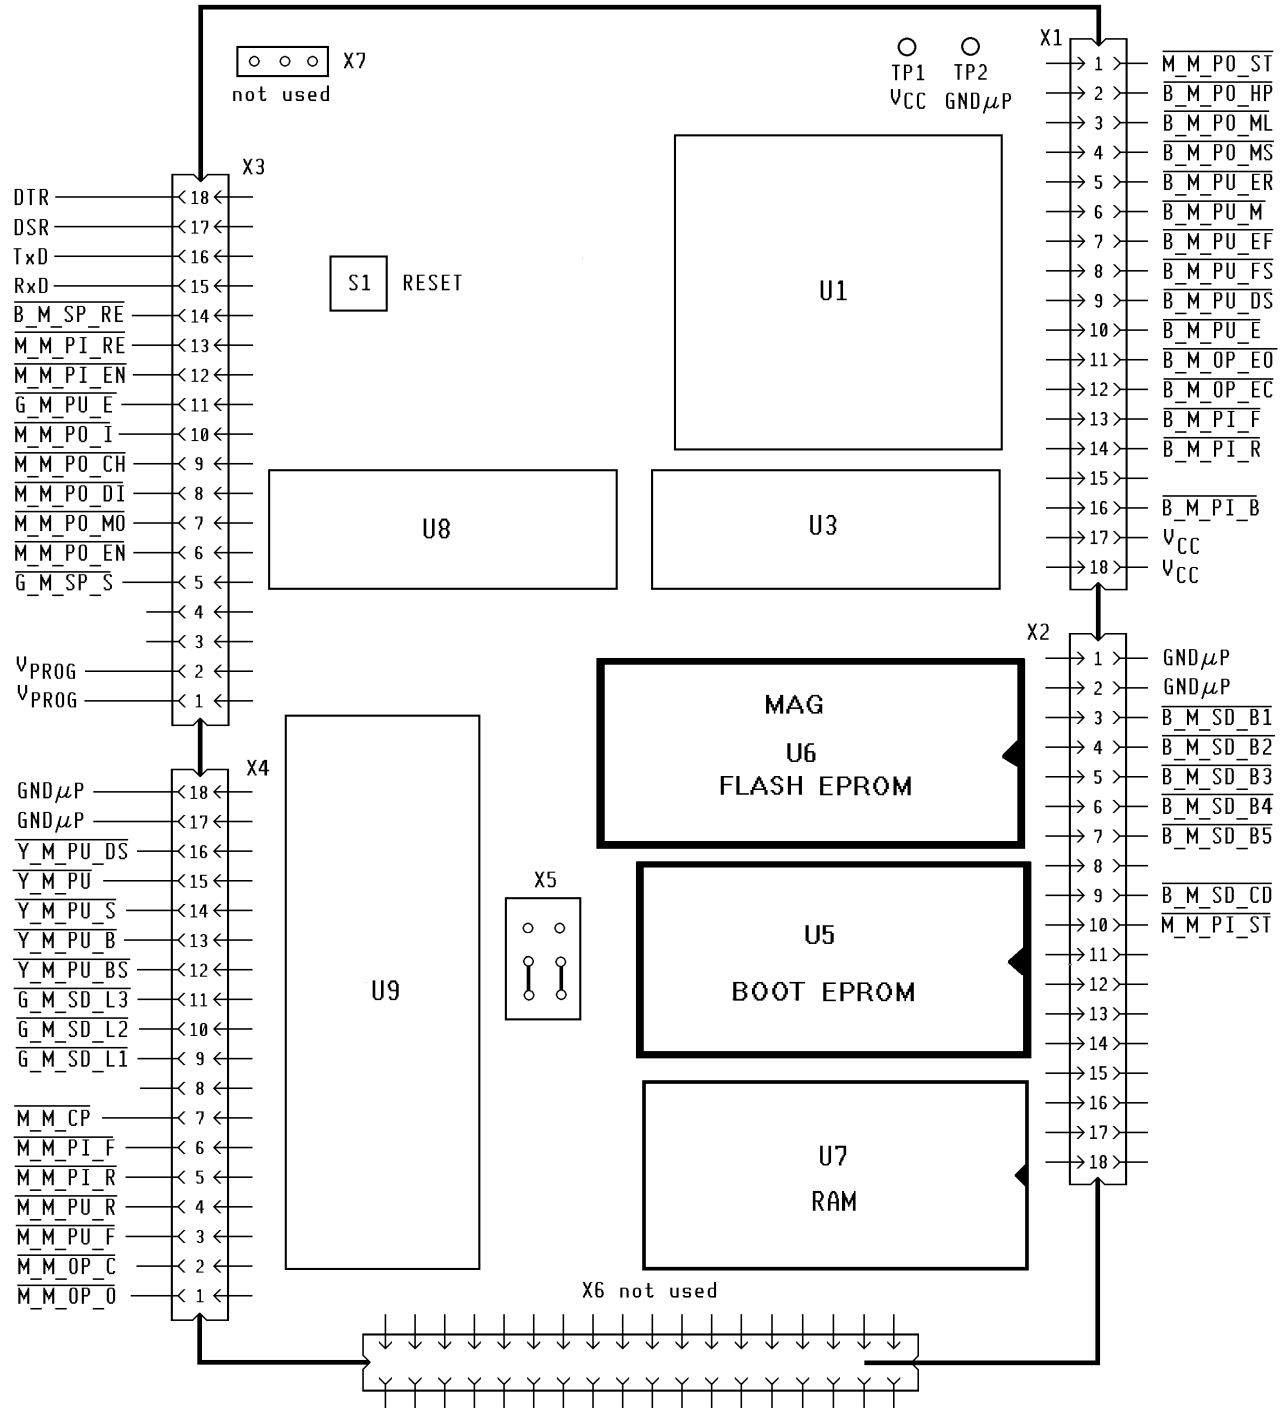 X7
not used
TP1
VCC
TP2
GNDμP
X1
1 M_M_PO_ST
2 B_M_PO_HP
3 B_M_PO_ML
4 B_M_PO_MS
5 B_M_PU_ER
6 B_M_PU_M
7 B_M_PU_EF
8 B_M_PU_FS
9 B_M_PU_DS
10 B_M_PU_E
11 B_M_OP_EO
12 B_M_OP_EC
13 B_M_PI_F
14 B_M_PI_R
15
16 B_M_PI_B
17 VCC
18 VCC
X3
DTR 18
DSR 17
TxD 16
RxD 15
B_M_SP_RE 14
M_M_PI_RE 13
M_M_PI_EN 12
G_M_PU_E 11
M_M_PO_I 10
M_M_PO_CH 9
M_M_PO_DI 8
M_M_PO_MO 7
M_M_PO_EN 6
G_M_SP_S 5
4
3
VPROG 2
VPROG 1
S1 RESET
U1
U8
U3
X2
1 GNDμP
2 GNDμP
3 B_M_SD_B1
4 B_M_SD_B2
5 B_M_SD_B3
6 B_M_SD_B4
7 B_M_SD_B5
8
9 B_M_SD_CD
10 M_M_PI_ST
11
12
13
14
15
16
17
18
MAG
U6
FLASH EPROM
X4
GNDμP 18
GNDμP 17
Y_M_PU_DS 16
Y_M_PU 15
Y_M_PU_S 14
Y_M_PU_B 13
Y_M_PU_BS 12
G_M_SD_L3 11
G_M_SD_L2 10
G_M_SD_L1 9
8
M_M_CP 7
M_M_PI_F 6
M_M_PI_R 5
M_M_PU_R 4
M_M_PU_F 3
M_M_OP_C 2
M_M_OP_O 1
U9
X5
U5
BOOT EPROM
U7
RAM
X6 not used